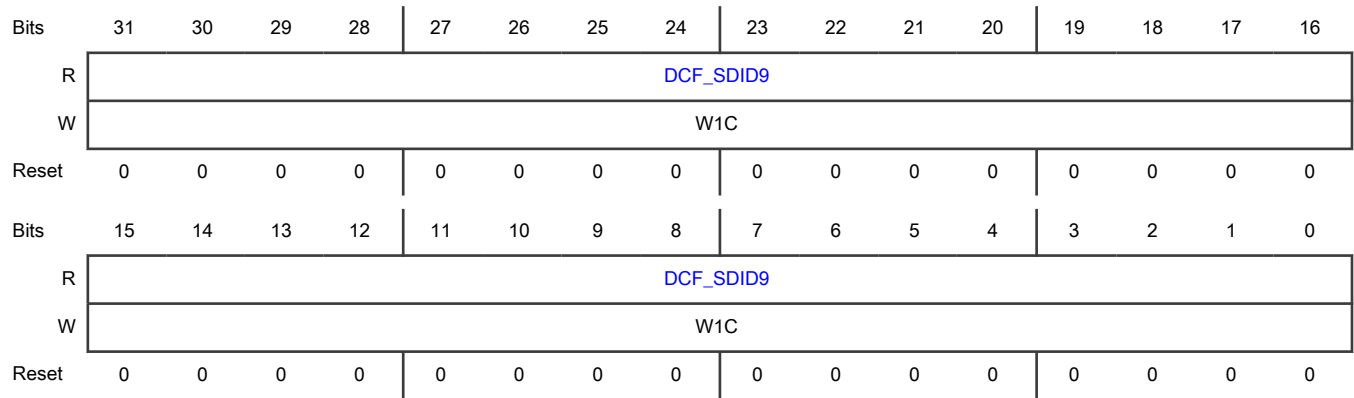 Bits 31 30 29 28 27 26 25 24 23 22 21 20 19 18 17 16
R DCF_SDID9
W W1C
Reset 0 0 0 0 0 0 0 0 0 0 0 0 0 0 0 0
Bits 15 14 13 12 11 10 9 8 7 6 5 4 3 2 1 0
R DCF_SDID9
W W1C
Reset 0 0 0 0 0 0 0 0 0 0 0 0 0 0 0 0